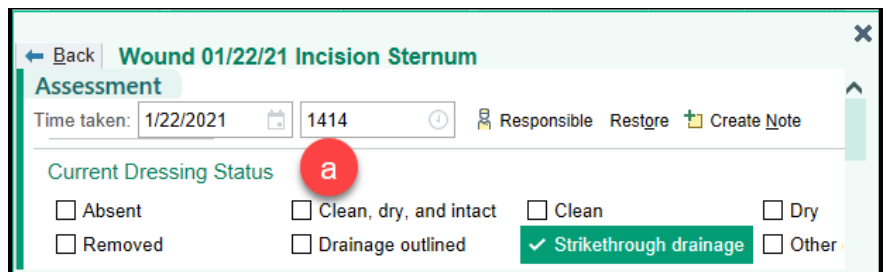 Back Wound 01/22/21 Incision Sternum
Assessment
Time taken: 1/22/2021 1414 Responsible Restore Create Note
Current Dressing Status a
Absent Clean, dry, and intact Clean Dry
Removed Drainage outlined Strikethrough drainage Other